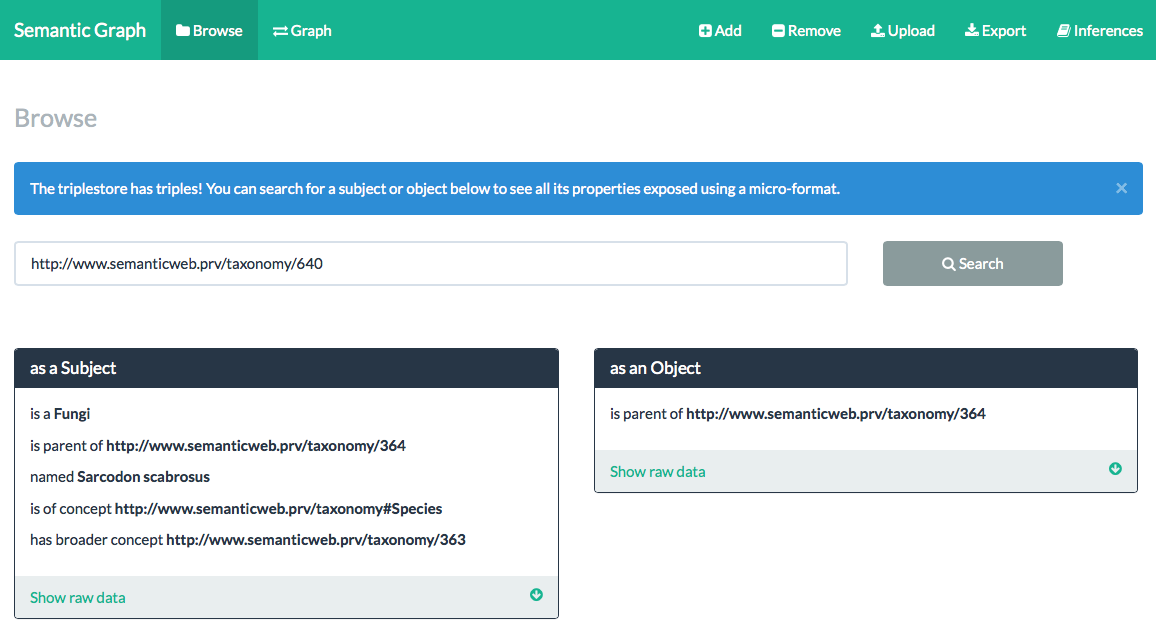 Semantic Graph Browse Graph Add Remove Upload Export Inferences
Browse
The triplestore has triples! You can search for a subject or object below to see all its properties exposed using a micro-format. ×
http://www.semanticweb.prv/taxonomy/640 Search
as a Subject
is a Fungi
is parent of http://www.semanticweb.prv/taxonomy/364
named Sarcodon scabrosus
is of concept http://www.semanticweb.prv/taxonomy#Species
has broader concept http://www.semanticweb.prv/taxonomy/363
Show raw data
as an Object
is parent of http://www.semanticweb.prv/taxonomy/364
Show raw data